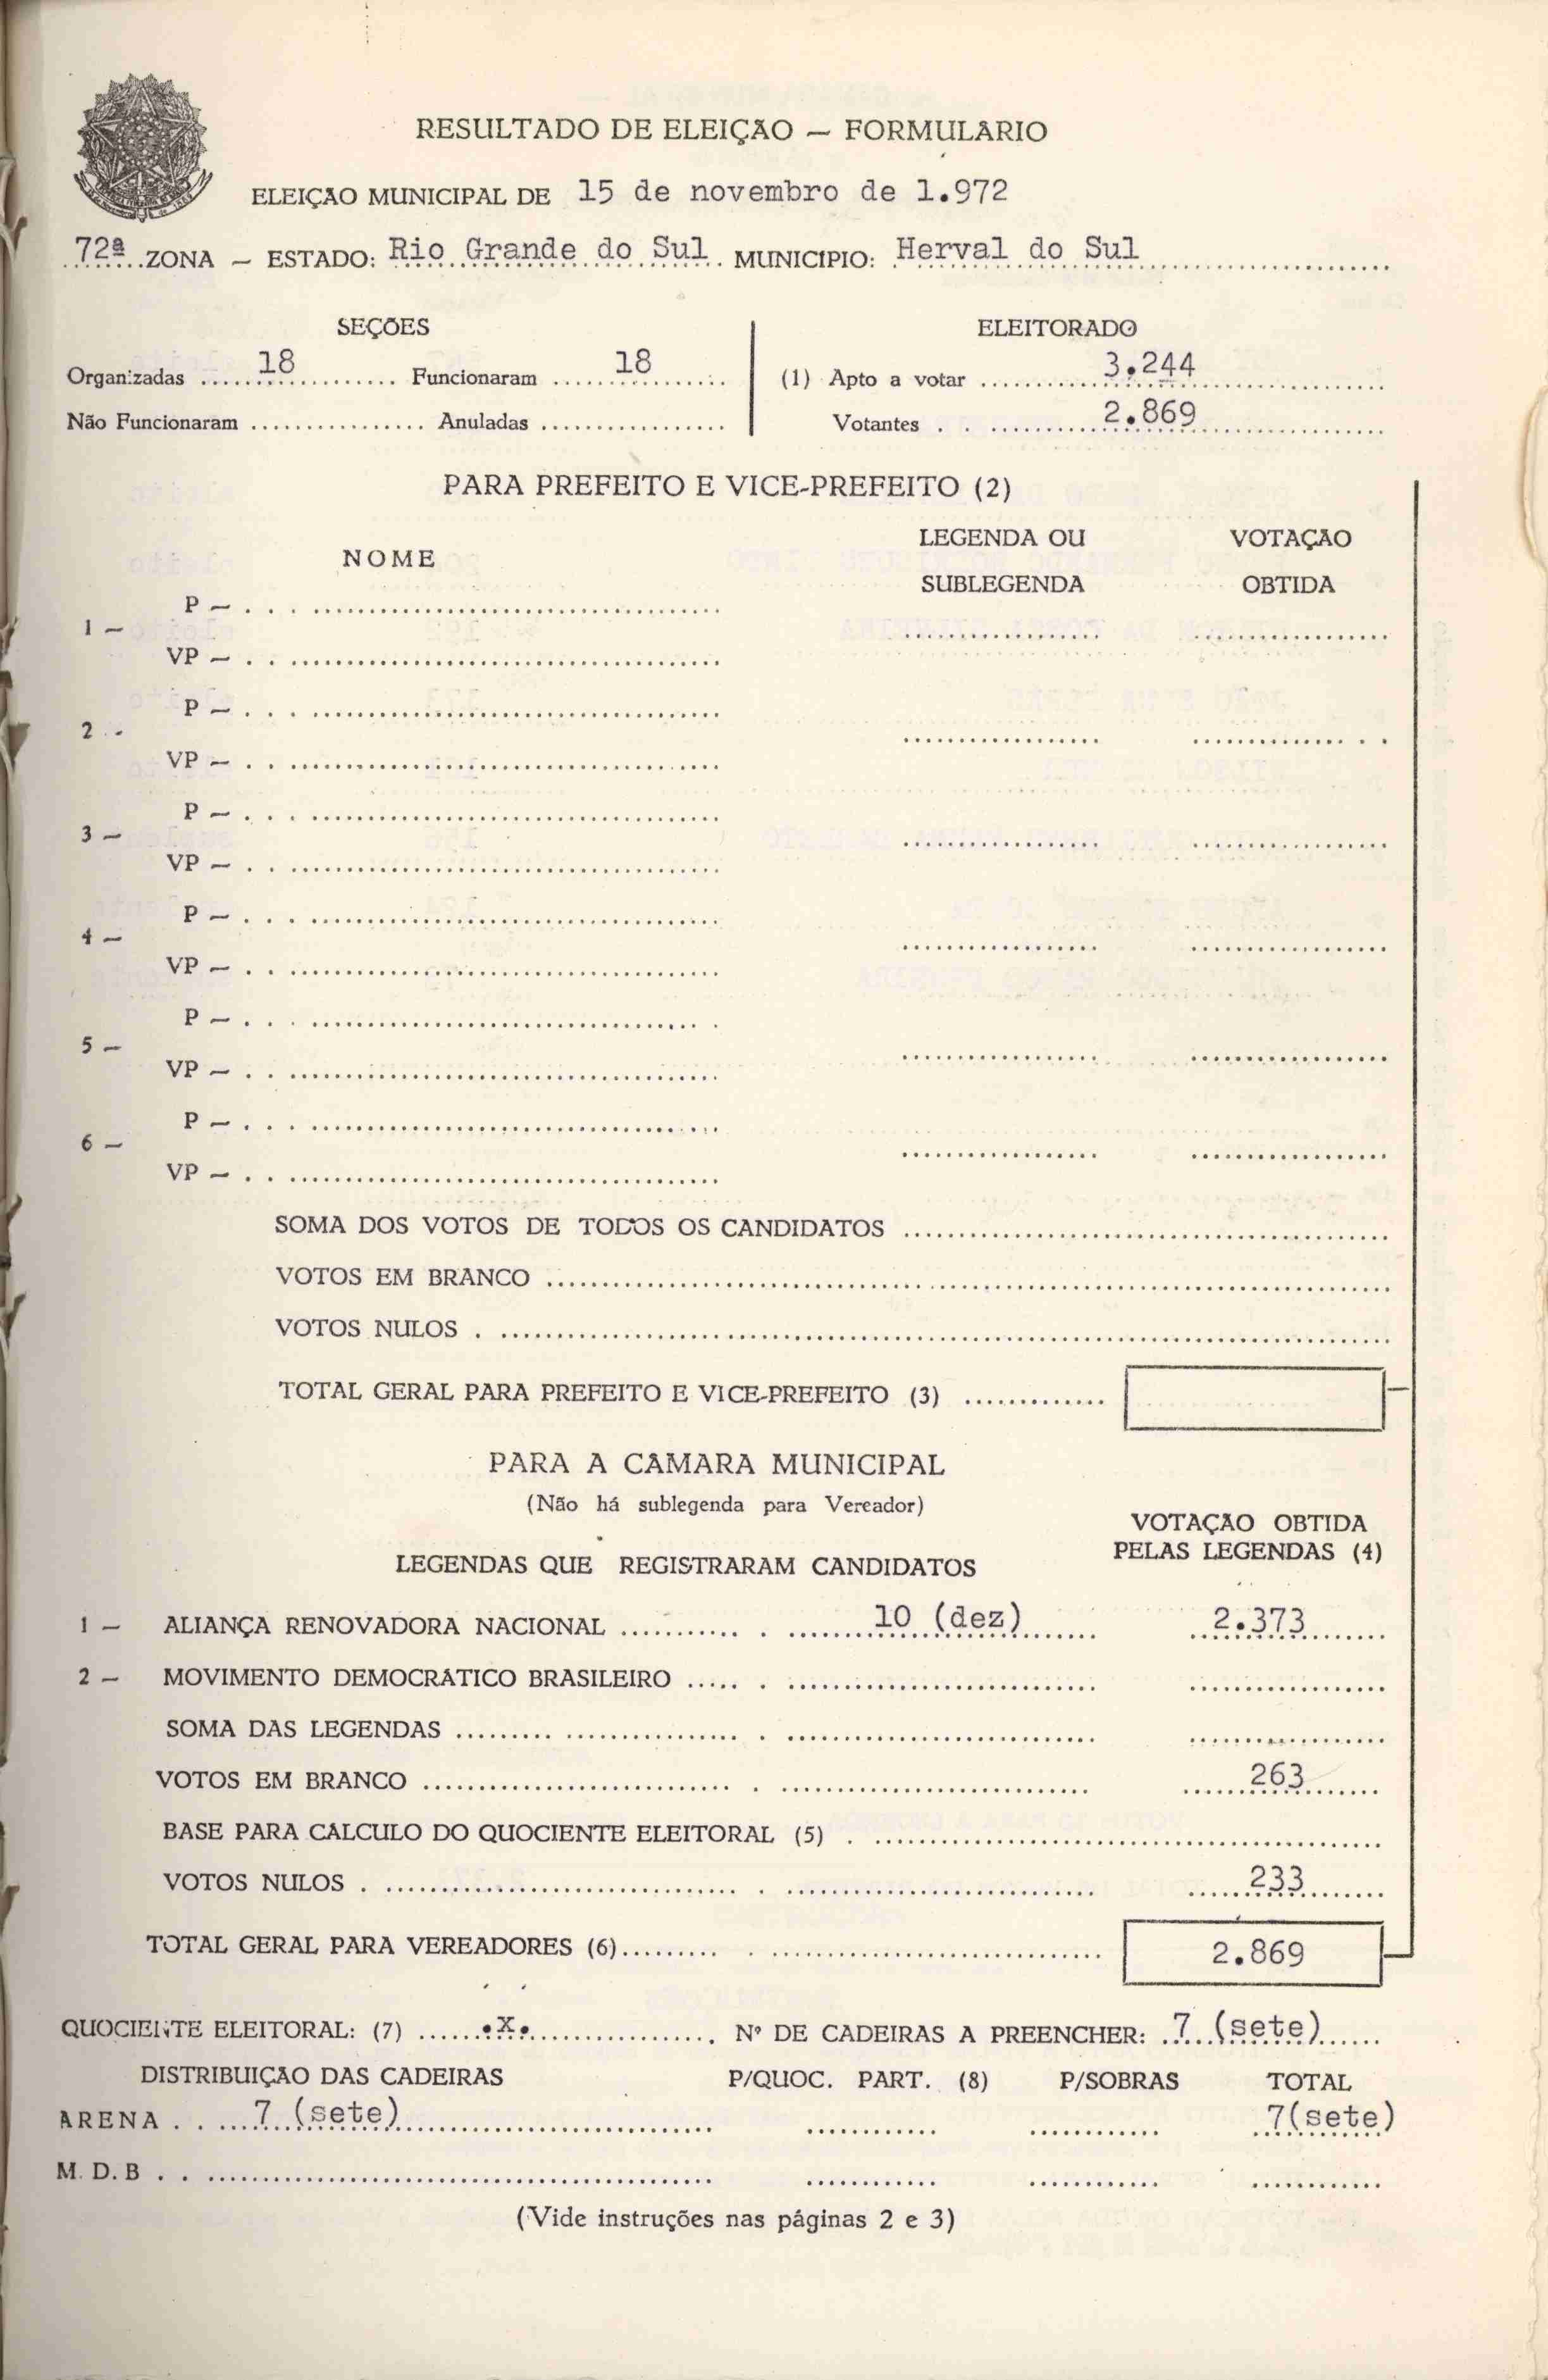 RESULTADO DE ELEIÇÃO — FORMULÁRIO
ELEIÇÃO MUNICIPAL DE 15 de novembro de 1.972
72ª ZONA — ESTADO: Rio Grande do Sul MUNICÍPIO: Herval do Sul
SEÇÕES ELEITORADO
Organizadas 18 Funcionaram 18 (1) Apto a votar 3.244
Não Funcionaram Anuladas Votantes 2.869
PARA PREFEITO E VICE-PREFEITO (2)
NOME LEGENDA OU SUBLEGENDA VOTAÇÃO OBTIDA
1 — P —
VP —
2 - P —
VP —
3 — P —
VP —
4 — P —
VP —
5 — P —
VP —
6 — P —
VP —
SOMA DOS VOTOS DE TODOS OS CANDIDATOS
VOTOS EM BRANCO
VOTOS NULOS
TOTAL GERAL PARA PREFEITO E VICE-PREFEITO (3)
PARA A CÂMARA MUNICIPAL
(Não há sublegenda para Vereador)
VOTAÇÃO OBTIDA
PELAS LEGENDAS (4)
LEGENDAS QUE REGISTRARAM CANDIDATOS
1 — ALIANÇA RENOVADORA NACIONAL 10 (dez) 2.373
2 — MOVIMENTO DEMOCRÁTICO BRASILEIRO
SOMA DAS LEGENDAS
VOTOS EM BRANCO 263
BASE PARA CÁLCULO DO QUOCIENTE ELEITORAL (5)
VOTOS NULOS 233
TOTAL GERAL PARA VEREADORES (6) 2.869
QUOCIENTE ELEITORAL: (7) .x. Nº DE CADEIRAS A PREENCHER: 7 (sete)
DISTRIBUIÇÃO DAS CADEIRAS P/QUOC. PART. (8) P/SOBRAS TOTAL
ARENA 7 (sete) 7(sete)
M. D. B
(Vide instruções nas páginas 2 e 3)